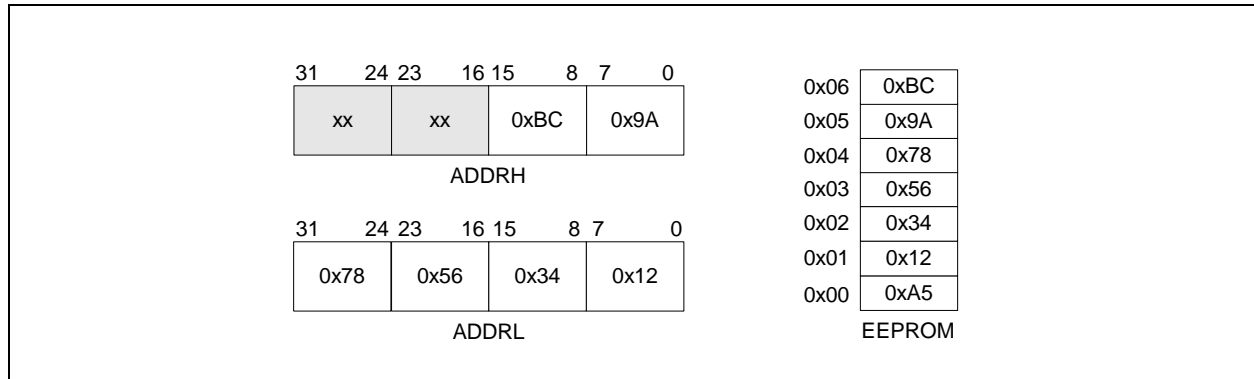 31 24 23 16 15 8 7 0
xx xx 0xBC 0x9A
ADDRH
31 24 23 16 15 8 7 0
0x78 0x56 0x34 0x12
ADDRL
0x06 0xBC
0x05 0x9A
0x04 0x78
0x03 0x56
0x02 0x34
0x01 0x12
0x00 0xA5
EEPROM